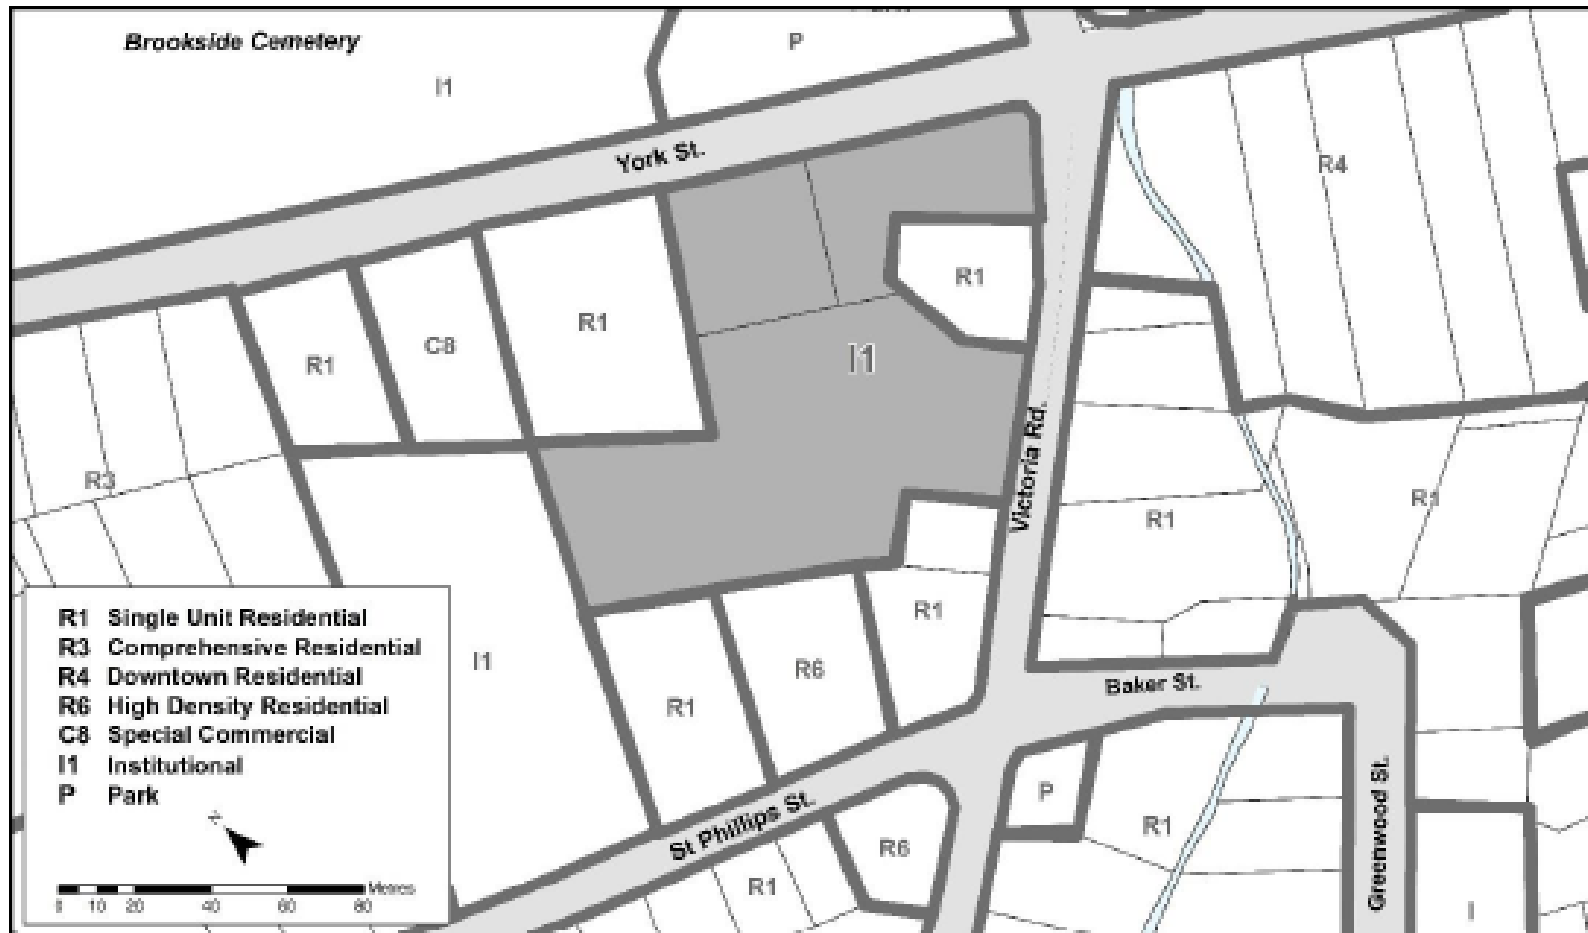 Brookside Cemetery
P
I1
York St.
R4
R1
R1
C8
R1
I1
R3
Victoria Rd.
R1
R1
R1
I1
R6
R1
Baker St.
R1 Single Unit Residential
R3 Comprehensive Residential
R4 Downtown Residential
R6 High Density Residential
C8 Special Commercial
I1 Institutional
P Park
N
Metres
0 10 20 40 60 80
St Phillips St.
P
R1
R6
R1
Greenwood St.
I